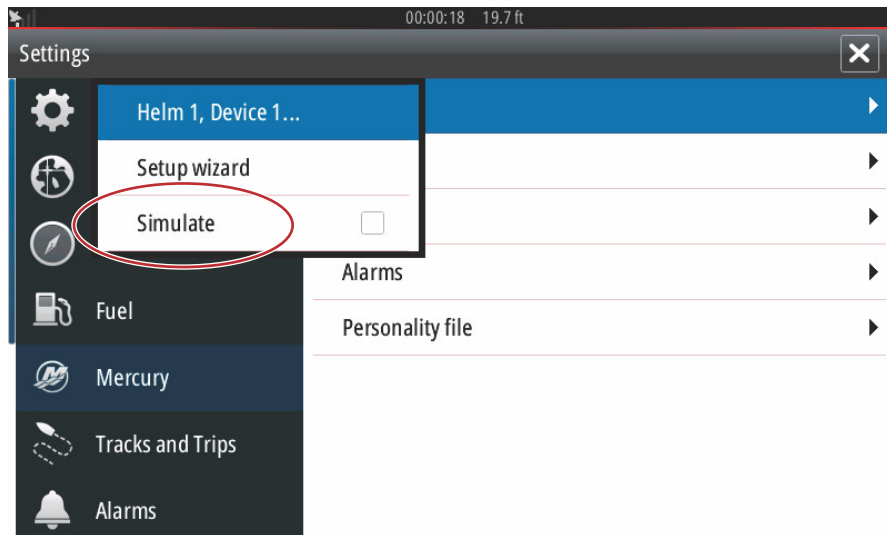 00:00:18 19.7 ft
Settings
Helm 1, Device 1...
Setup wizard
Simulate
Alarms
Fuel
Personality file
Mercury
Tracks and Trips
Alarms